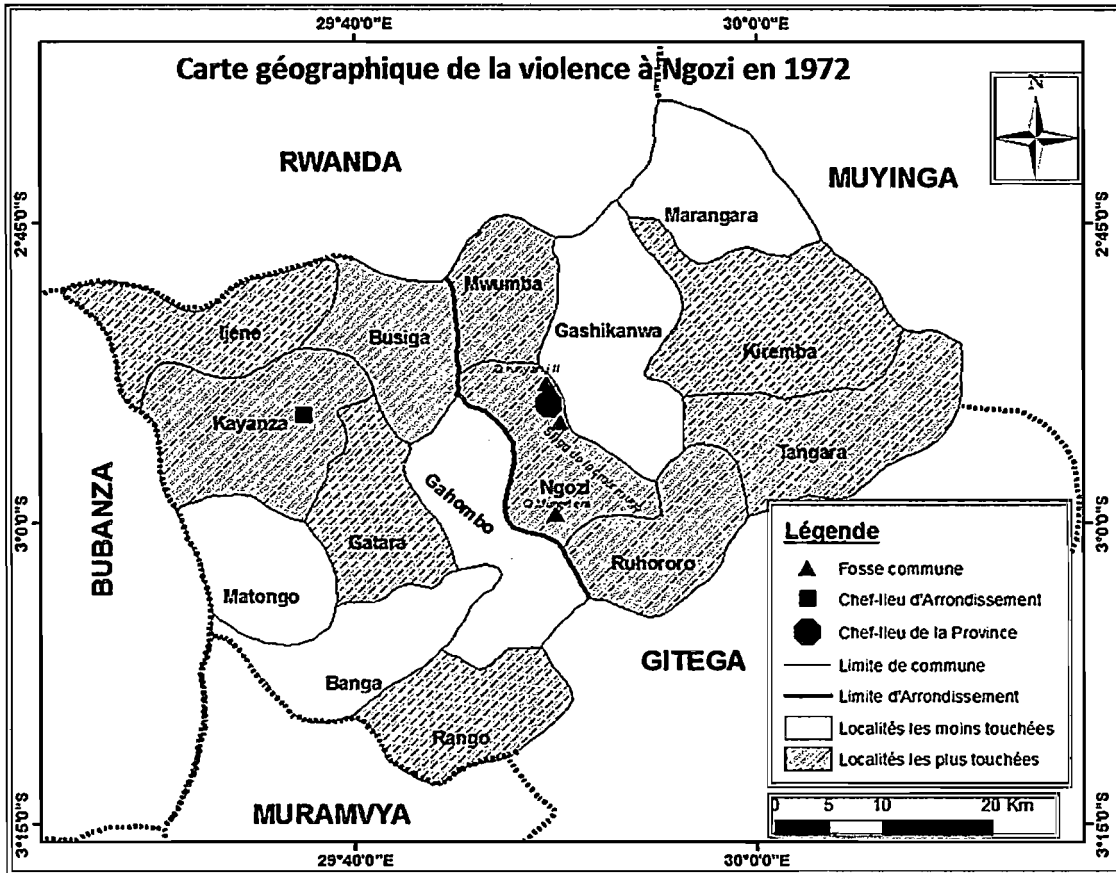 29°40'0"E 30°0'0"E
Carte géographique de la violence à Ngozi en 1972
N
RWANDA
MUYINGA
2°45'0"S 2°45'0"S
Marangara
Mwumba
Ijene
Busiga
Gashikanwa
Kiremba
Kayanza
Tangara
Gahombo
Ngozi
BUBANZA
3°0'0"S 3°0'0"S
Gatara
Ruhororo
Matongo
GITEGA
Banga
Rango
MURAMVYA
Légende
Fosse commune
Chef-lieu d'Arrondissement
Chef-lieu de la Province
Limite de commune
Limite d'Arrondissement
Localités les moins touchées
Localités les plus touchées
0 5 10 20 Km
3°15'0"S 3°15'0"S
29°40'0"E 30°0'0"E